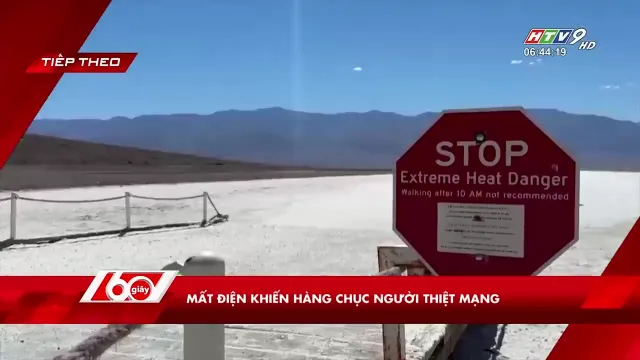 TIẾP THEO
HTV9 HD
06:44:19
STOP
Extreme Heat Danger
Walking after 10 AM not recommended
60 giây
MẤT ĐIỆN KHIẾN HÀNG CHỤC NGƯỜI THIỆT MẠNG